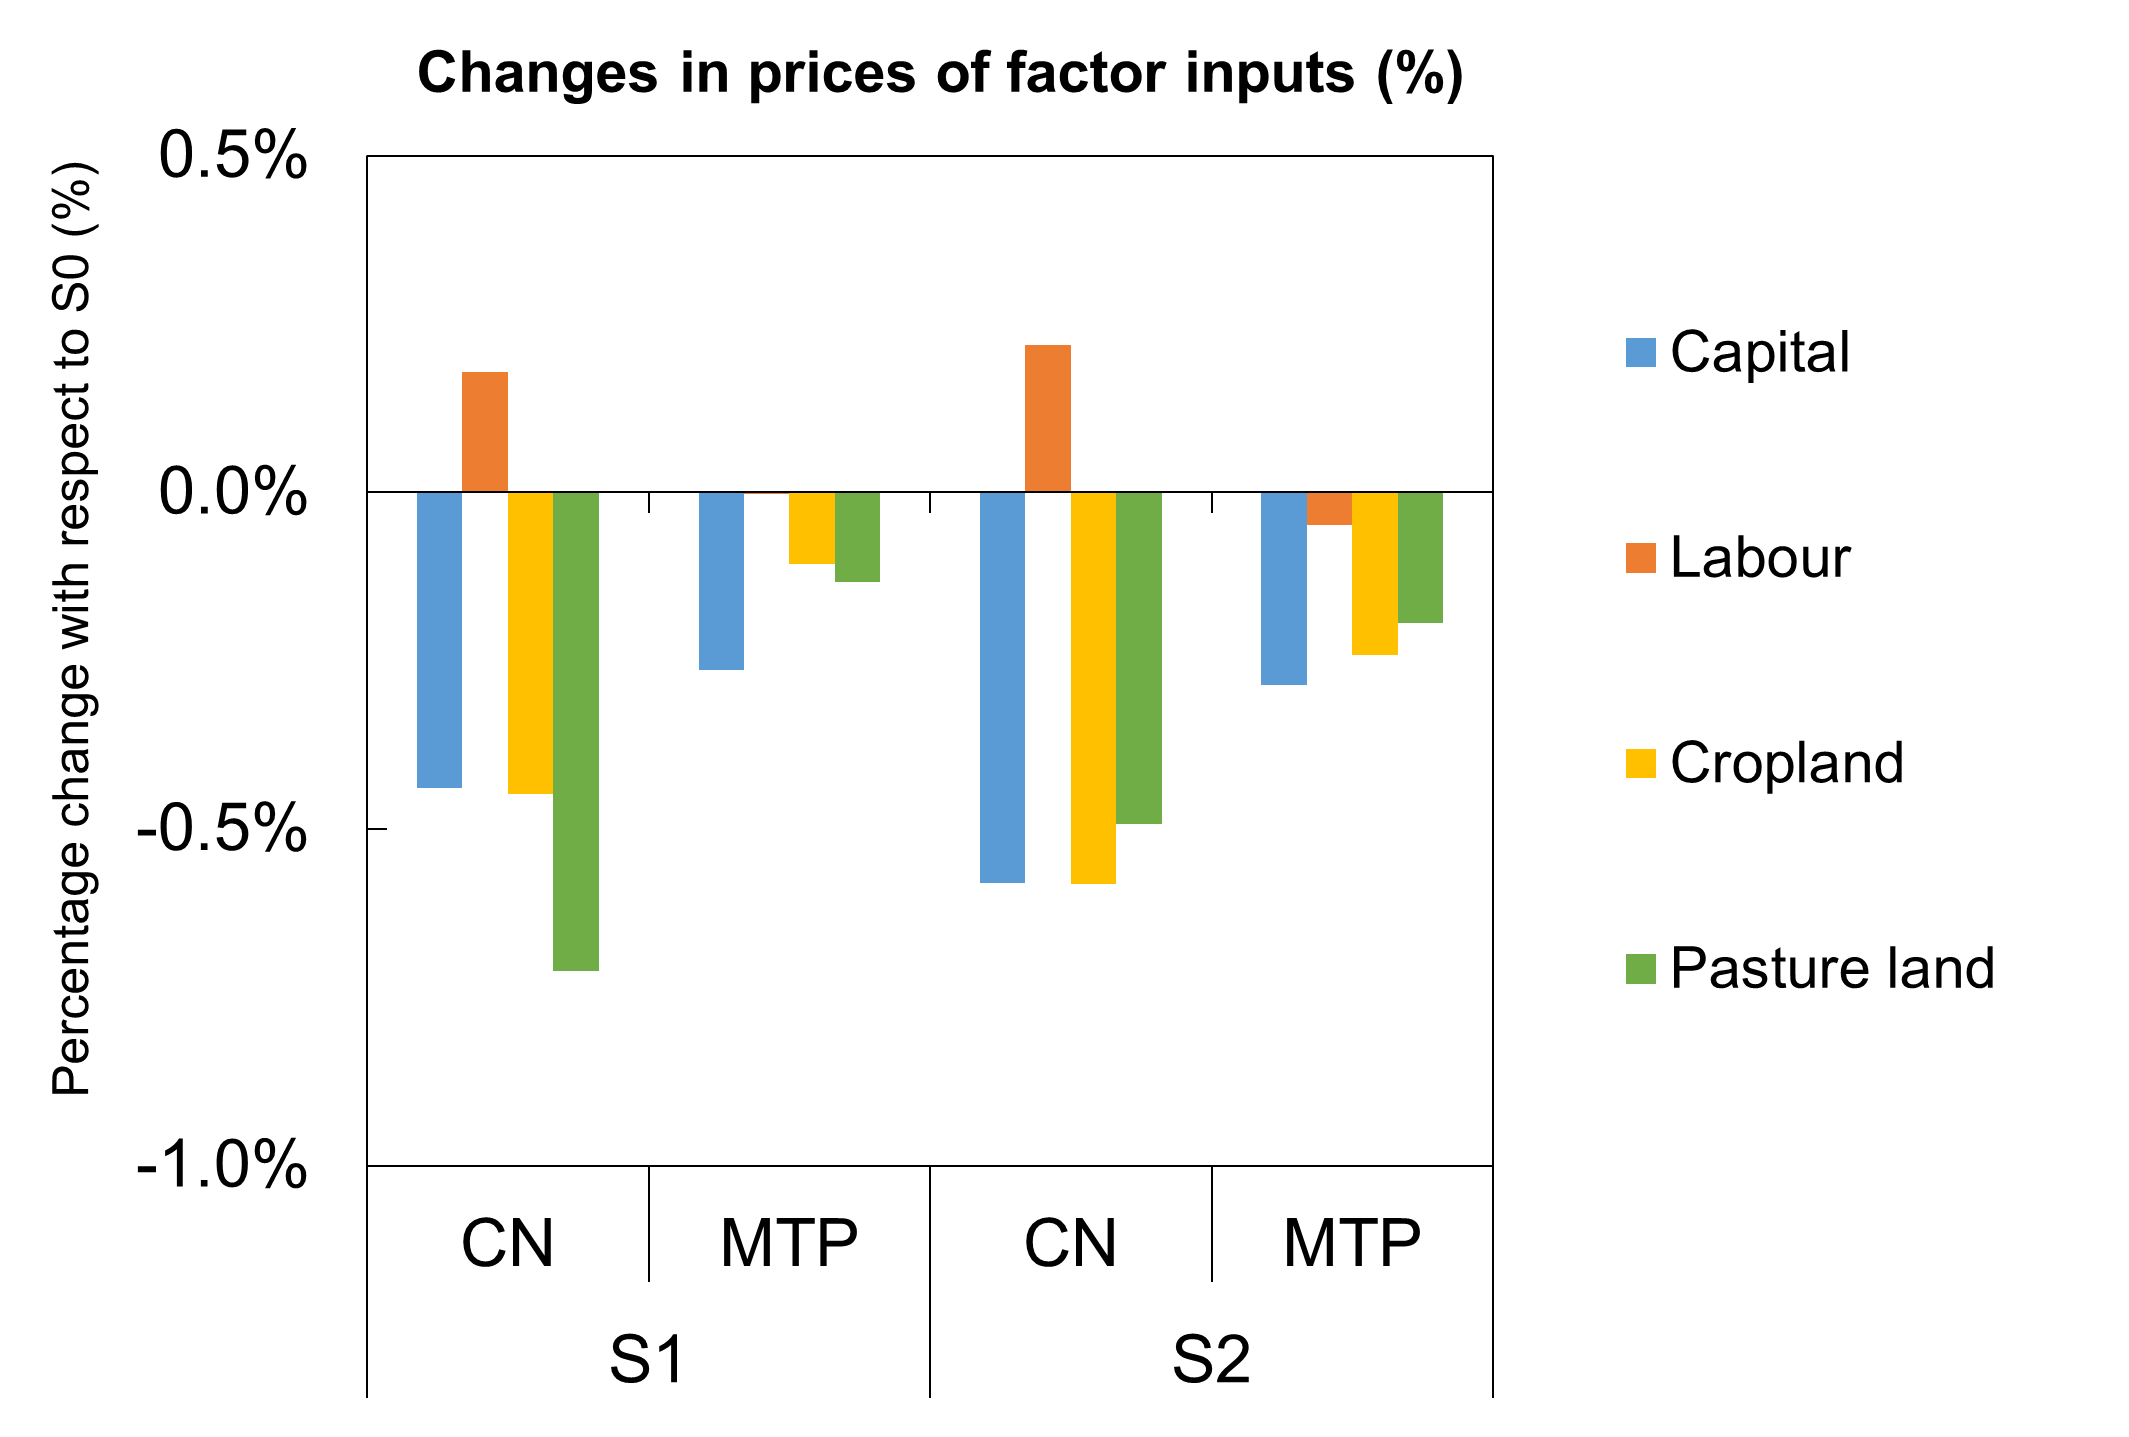 Changes in prices of factor inputs (%)
Percentage change with respect to S0 (%)
0.5%
0.0%
-0.5%
-1.0%
CN MTP CN MTP
S1 S2
Capital
Labour
Cropland
Pasture land